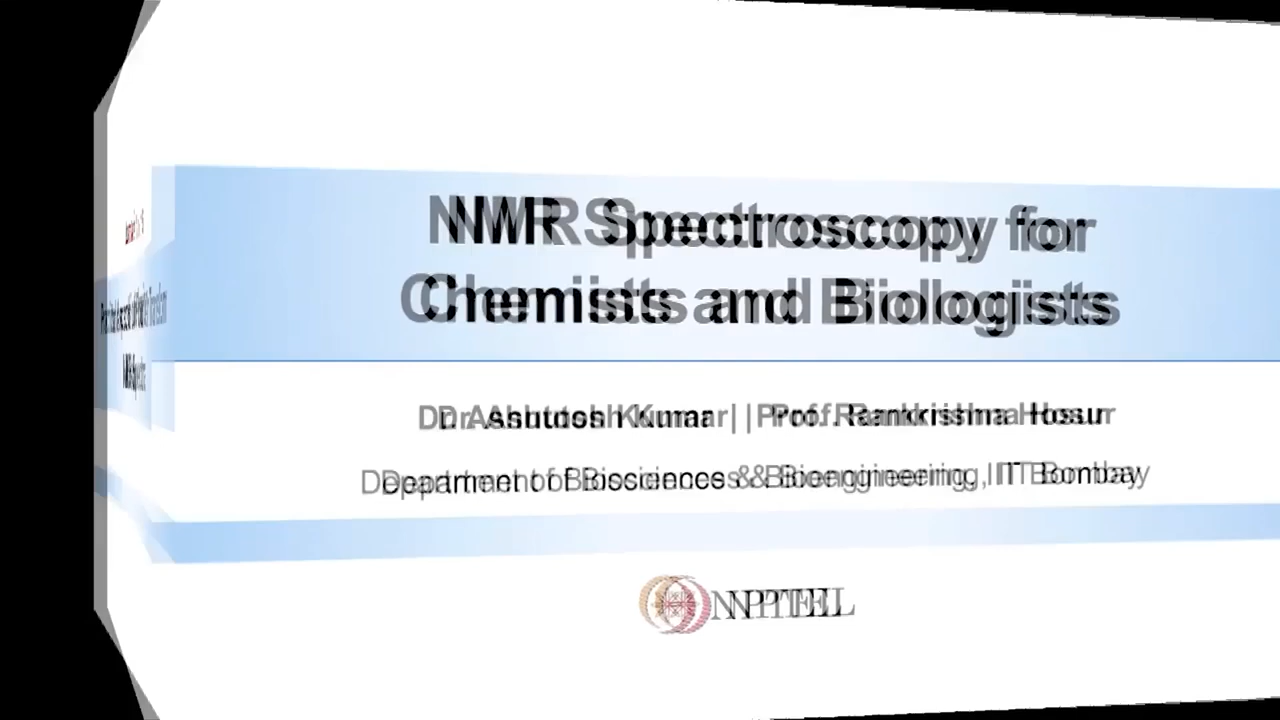 NMR Spectroscopy for
Chemists and Biologists
Dr. Ashutosh Kumar | Prof. Ramkrishna Hosur
Department of Biosciences & Bioengineering, IIT Bombay
NPTEL